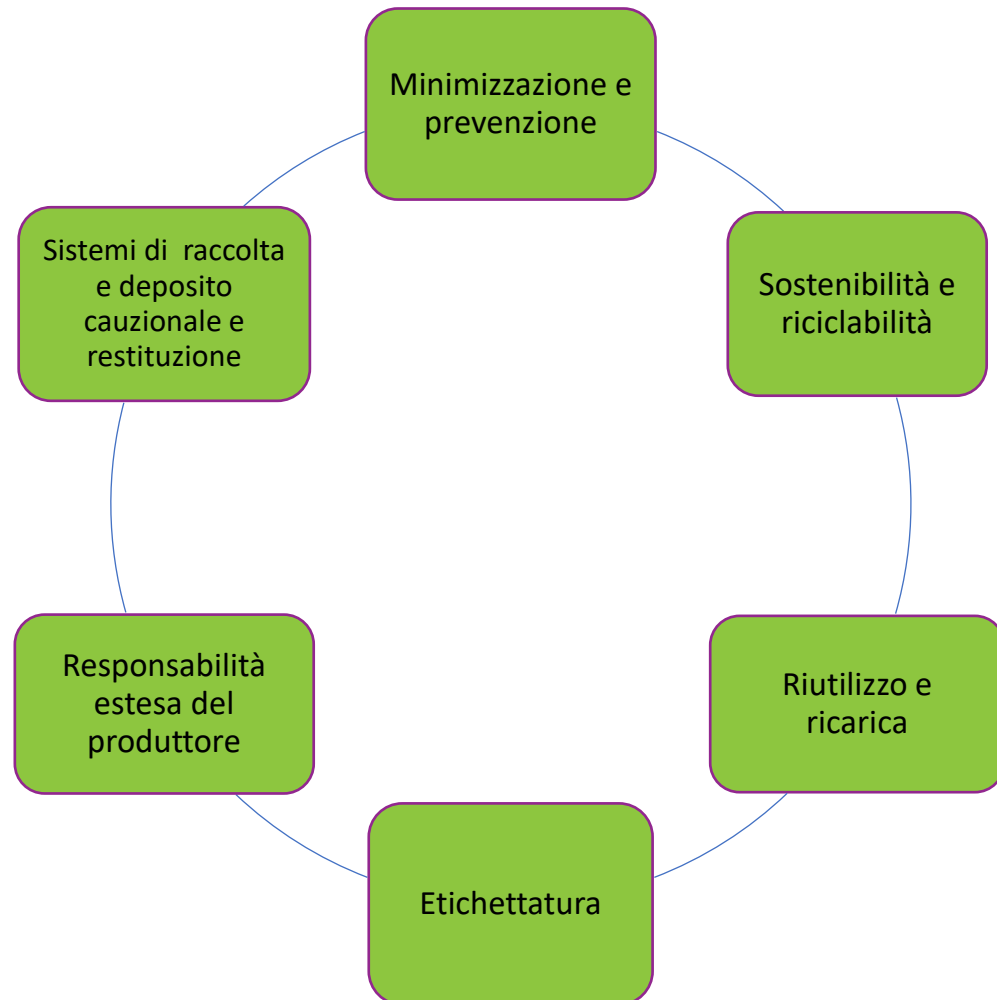 Minimizzazione e
prevenzione
Sostenibilità e
riciclabilità
Riutilizzo e
ricarica
Etichettatura
Responsabilità
estesa del
produttore
Sistemi di  raccolta
e deposito
cauzionale e
restituzione